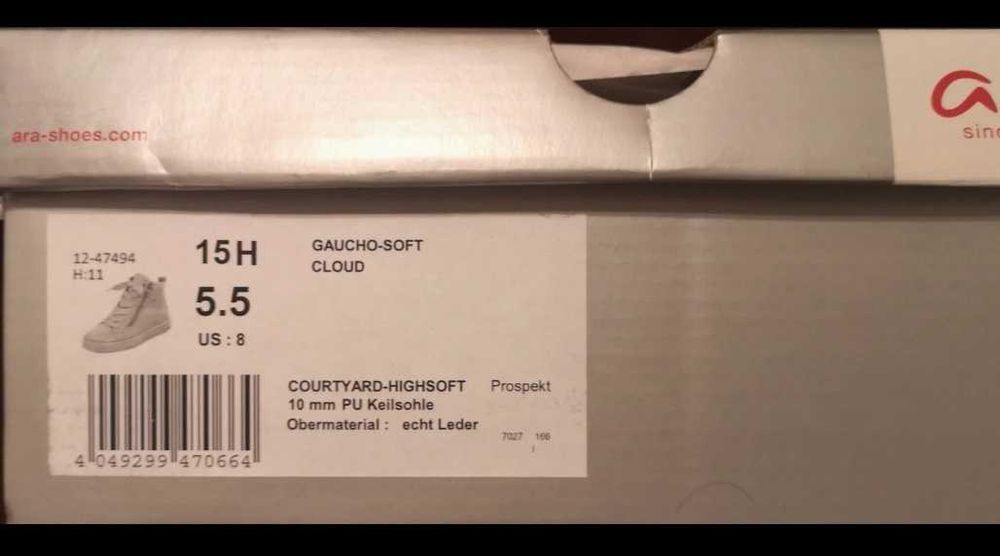 ara-shoes.com
12-47494
H:11
15H
5.5
US : 8
GAUCHO-SOFT
CLOUD
COURTYARD-HIGHSOFT Prospekt
10 mm PU Keilsohle
Obermaterial : echt Leder
7027 166
4 049299 470664